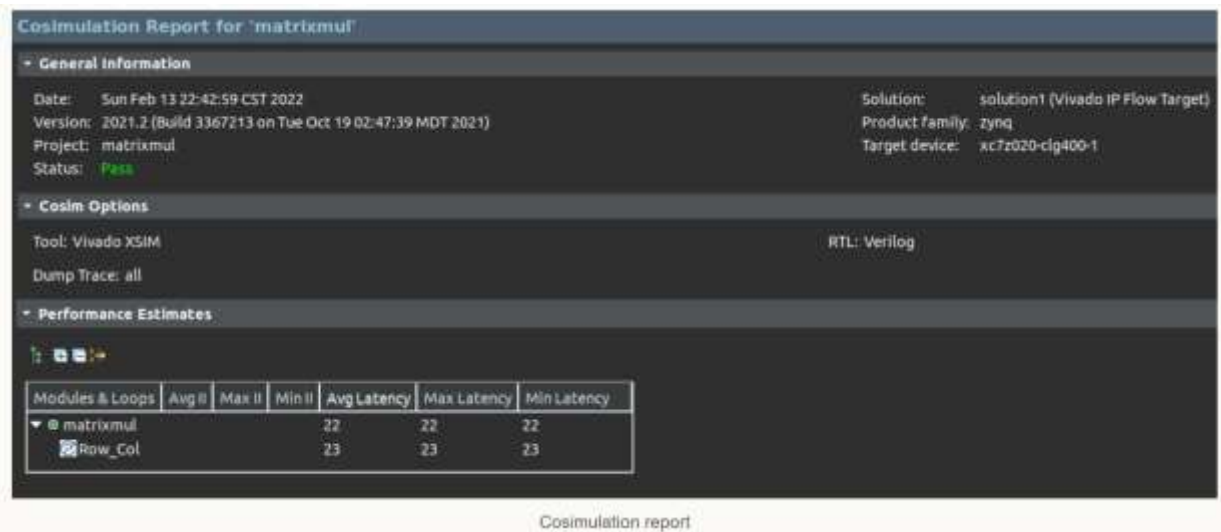 Cosimulation Report for 'matrixmul'
General Information
Date: Sun Feb 13 22:42:59 CST 2022
Solution: solution1 (Vivado IP Flow Target)
Version: 2021.2 (Build 3367213 on Tue Oct 19 02:47:39 MDT 2021)
Product family: zynq
Project: matrixmul
Target device: xc7z020-clg400-1
Status: Pass
Cosim Options
Tool: Vivado XSIM
RTL: Verilog
Dump Trace: all
Performance Estimates
Modules & Loops Avg II Max II Min II Avg Latency Max Latency Min Latency
matrixmul 22 22 22
Row_Col 23 23 23
Cosimulation report